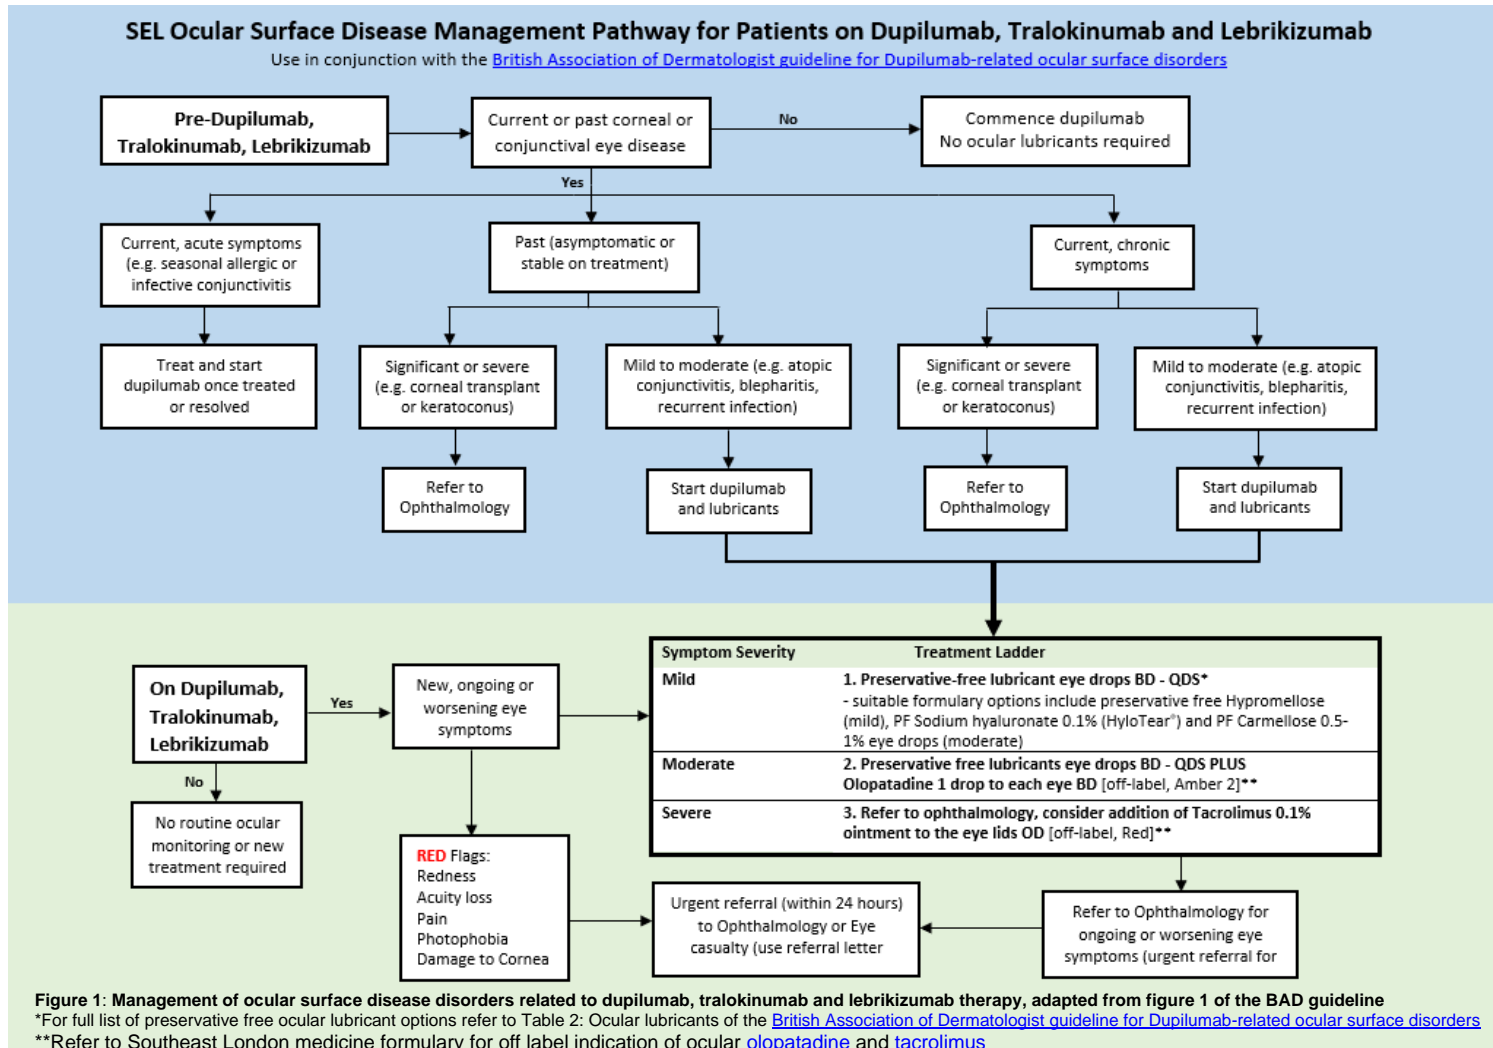 SEL Ocular Surface Disease Management Pathway for Patients on Dupilumab, Tralokinumab and Lebrikizumab
Use in conjunction with the British Association of Dermatologist guideline for Dupilumab-related ocular surface disorders
Pre-Dupilumab,
Tralokinumab, Lebrikizumab
Current or past corneal or
conjunctival eye disease
No
Commence dupilumab
No ocular lubricants required
Yes
Current, acute symptoms
(e.g. seasonal allergic or
infective conjunctivitis
Past (asymptomatic or
stable on treatment)
Current, chronic
symptoms
Treat and start
dupilumab once treated
or resolved
Significant or severe
(e.g. corneal transplant
or keratoconus)
Mild to moderate (e.g. atopic
conjunctivitis, blepharitis,
recurrent infection)
Significant or severe
(e.g. corneal transplant
or keratoconus)
Mild to moderate (e.g. atopic
conjunctivitis, blepharitis,
recurrent infection)
Refer to
Ophthalmology
Start dupilumab
and lubricants
Refer to
Ophthalmology
Start dupilumab
and lubricants
On Dupilumab,
Tralokinumab,
Lebrikizumab
Yes
New, ongoing or
worsening eye
symptoms
No
No routine ocular
monitoring or new
treatment required
Symptom Severity Treatment Ladder
Mild 1. Preservative-free lubricant eye drops BD - QDS*
- suitable formulary options include preservative free Hypromellose
(mild), PF Sodium hyaluronate 0.1% (HyloTear®) and PF Carmellose 0.5-
1% eye drops (moderate)
Moderate 2. Preservative free lubricants eye drops BD - QDS PLUS
Olopatadine 1 drop to each eye BD [off-label, Amber 2]**
Severe 3. Refer to ophthalmology, consider addition of Tacrolimus 0.1%
ointment to the eye lids OD [off-label, Red]**
RED Flags:
Redness
Acuity loss
Pain
Photophobia
Damage to Cornea
Urgent referral (within 24 hours)
to Ophthalmology or Eye
casualty (use referral letter
Refer to Ophthalmology for
ongoing or worsening eye
symptoms (urgent referral for
Figure 1: Management of ocular surface disease disorders related to dupilumab, tralokinumab and lebrikizumab therapy, adapted from figure 1 of the BAD guideline
*For full list of preservative free ocular lubricant options refer to Table 2: Ocular lubricants of the British Association of Dermatologist guideline for Dupilumab-related ocular surface disorders
**Refer to Southeast London medicine formulary for off label indication of ocular olopatadine and tacrolimus